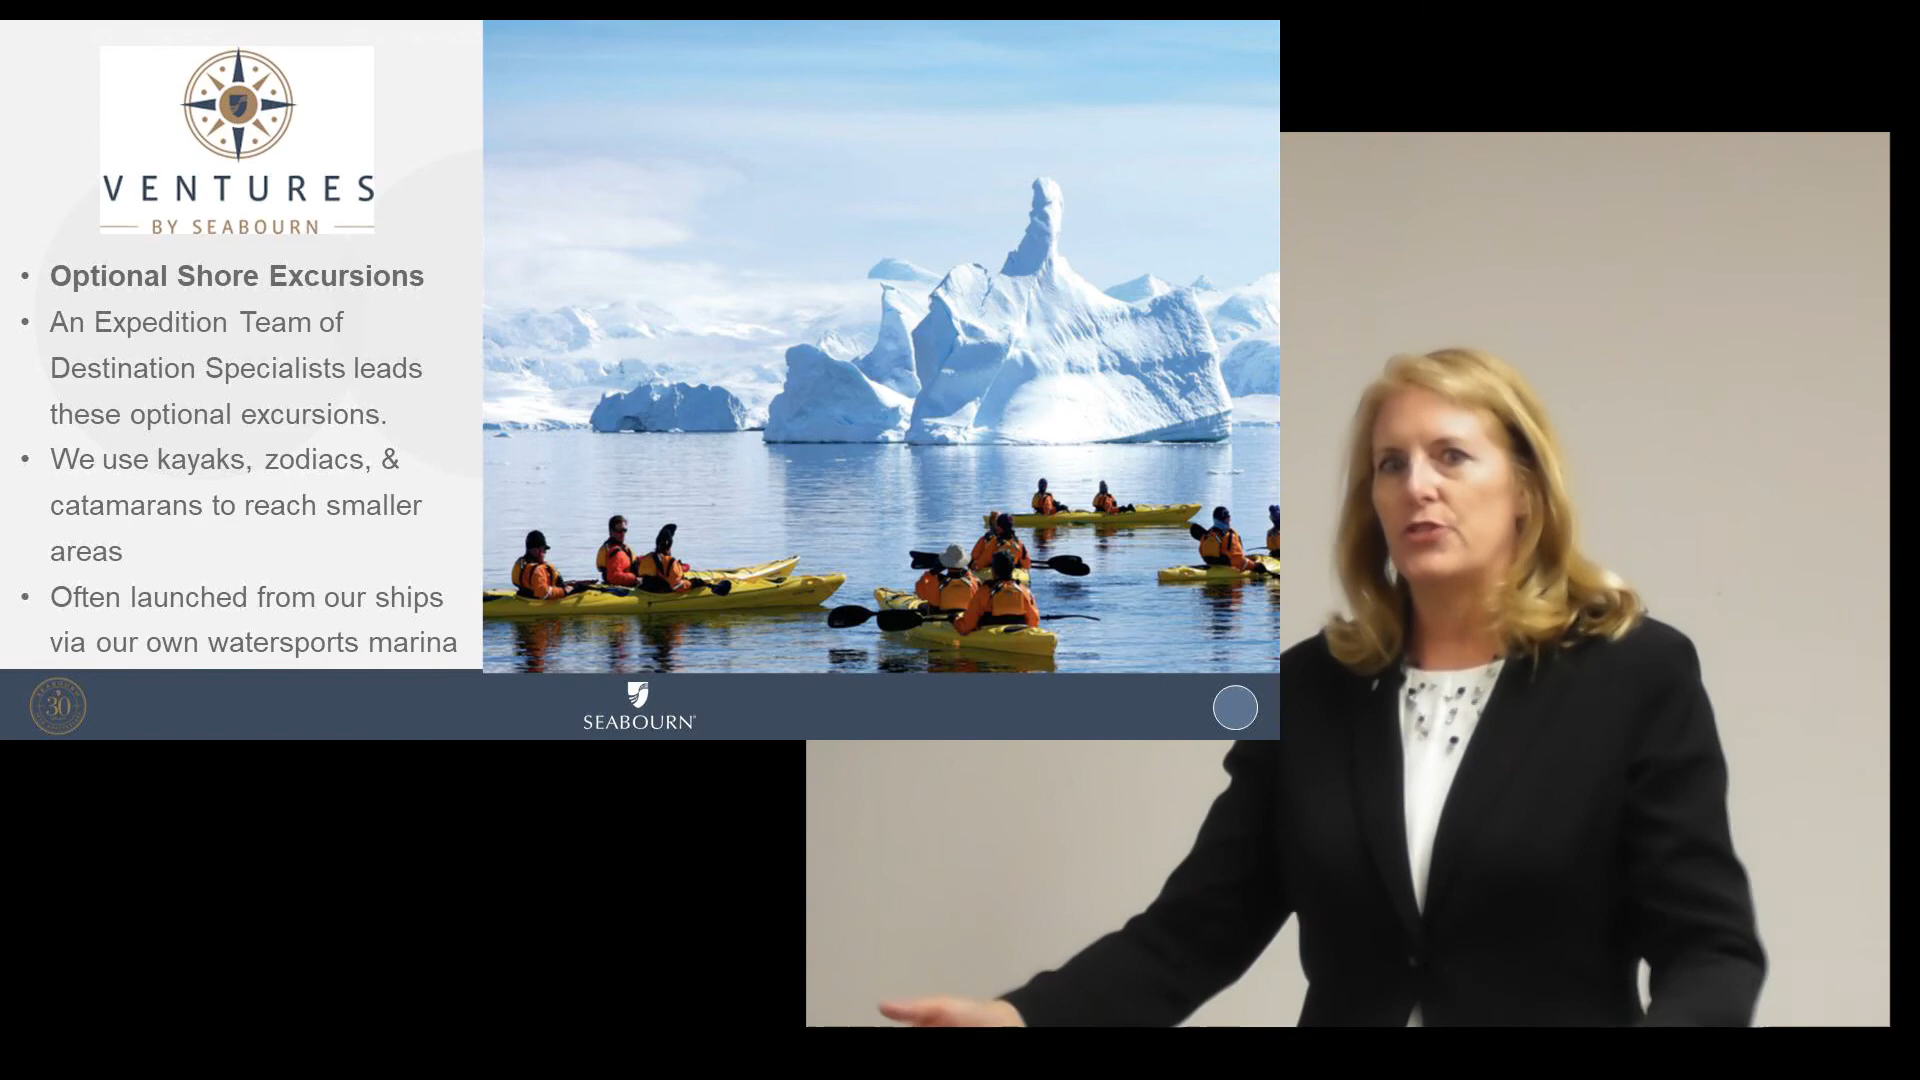 VENTURES
BY SEABOURN
• Optional Shore Excursions
• An Expedition Team of
Destination Specialists leads
these optional excursions.
• We use kayaks, zodiacs, &
catamarans to reach smaller
areas
• Often launched from our ships
via our own watersports marina
30
SEABOURN